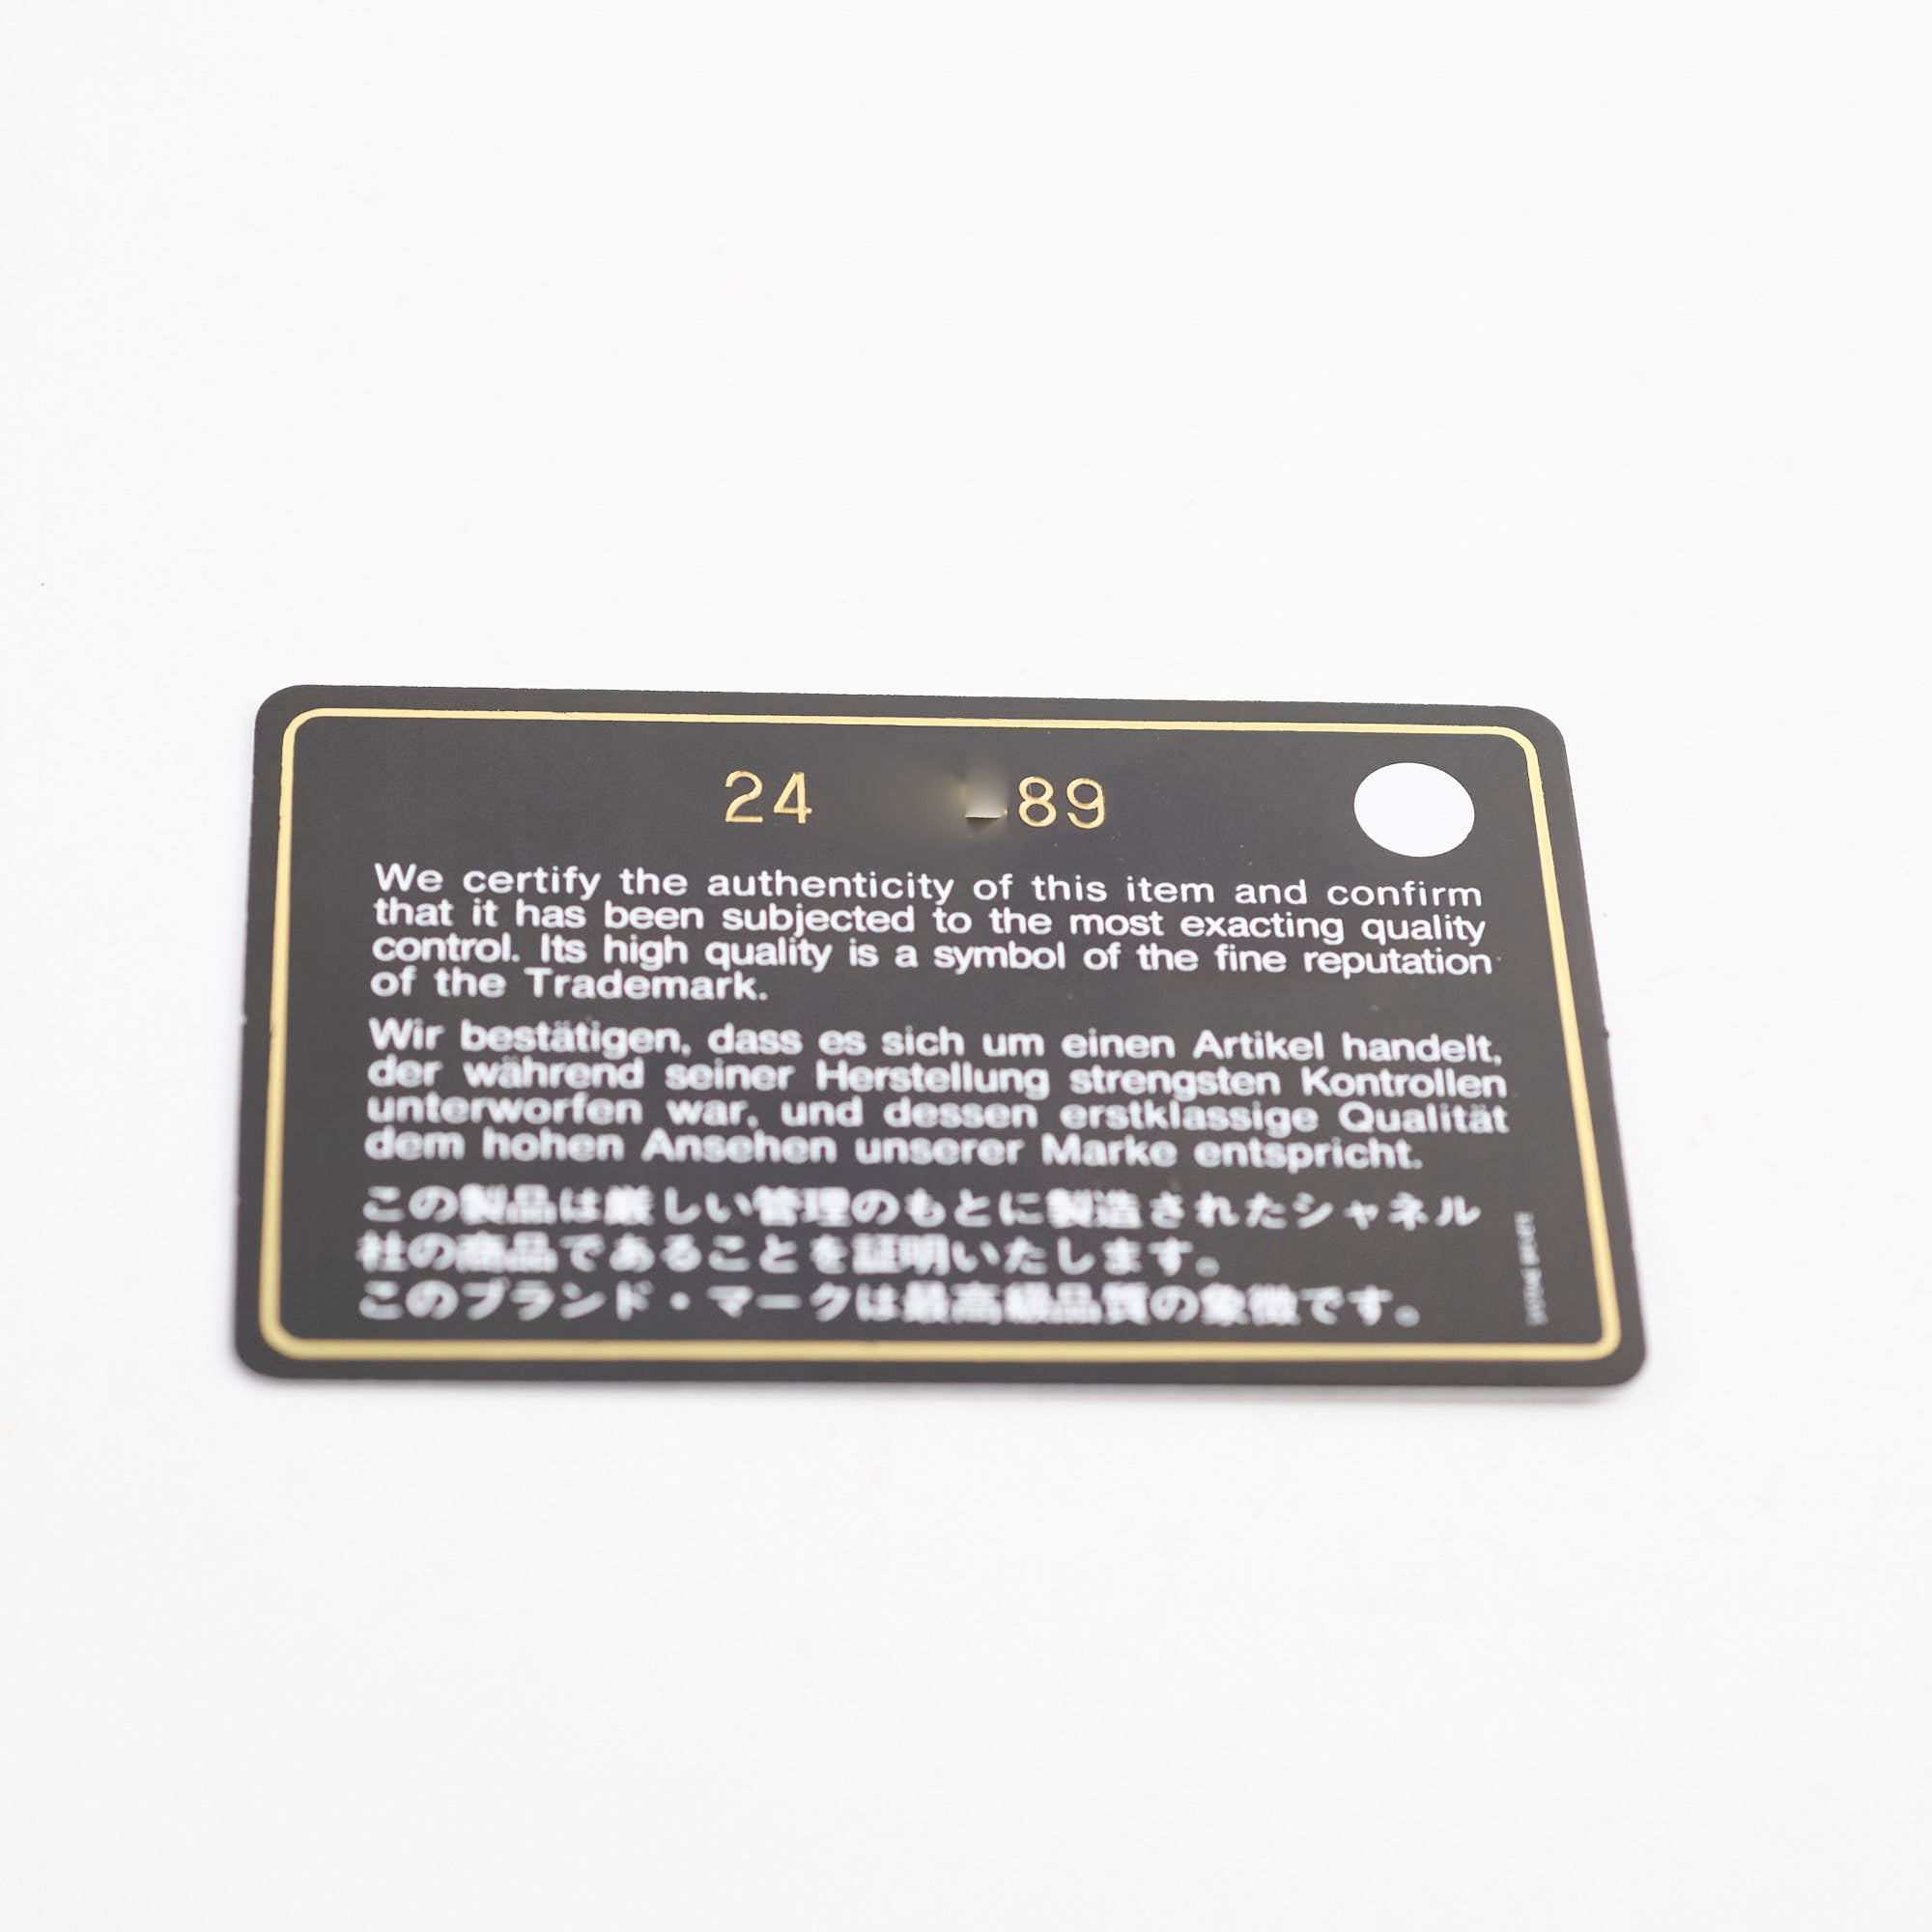 24 89
We certify the authenticity of this item and confirm
that it has been subjected to the most exacting quality
control. Its high quality is a symbol of the fine reputation
of the Trademark.
Wir bestätigen, dass es sich um einen Artikel handelt,
der während seiner Herstellung strengsten Kontrollen
unterworfen war, und dessen erstklassige Qualität
dem hohen Ansehen unserer Marke entspricht.
この製品は厳しい管理のもとに製造されたシャネル
社の商品であることを証明いたします。
このブランド・マークは最高級品質の象徴です。